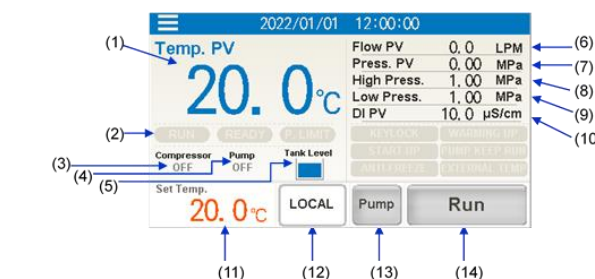 2022/01/01 12:00:00
(1)
Temp. PV
20. 0 °C
Flow PV 0. 0 LPM
(6)
Press. PV 0. 00 MPa
(7)
High Press. 1. 00 MPa
(8)
Low Press. 1. 00 MPa
(9)
DI PV 10. 0 µS/cm
(10
(2)
RUN READY P. LIMIT
KEYLOCK WARNING UP
START UP PUMP KEEP RUN
ANTI FREEZE EXTERNAL TEMP
(3)
Compressor
OFF
(4)
Pump
OFF
(5)
Tank Level
Set Temp.
20. 0 °C
LOCAL
Pump
Run
(11) (12) (13) (14)